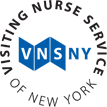 VISITING NURSE SERVICE
VNSNY
OF NEW YORK